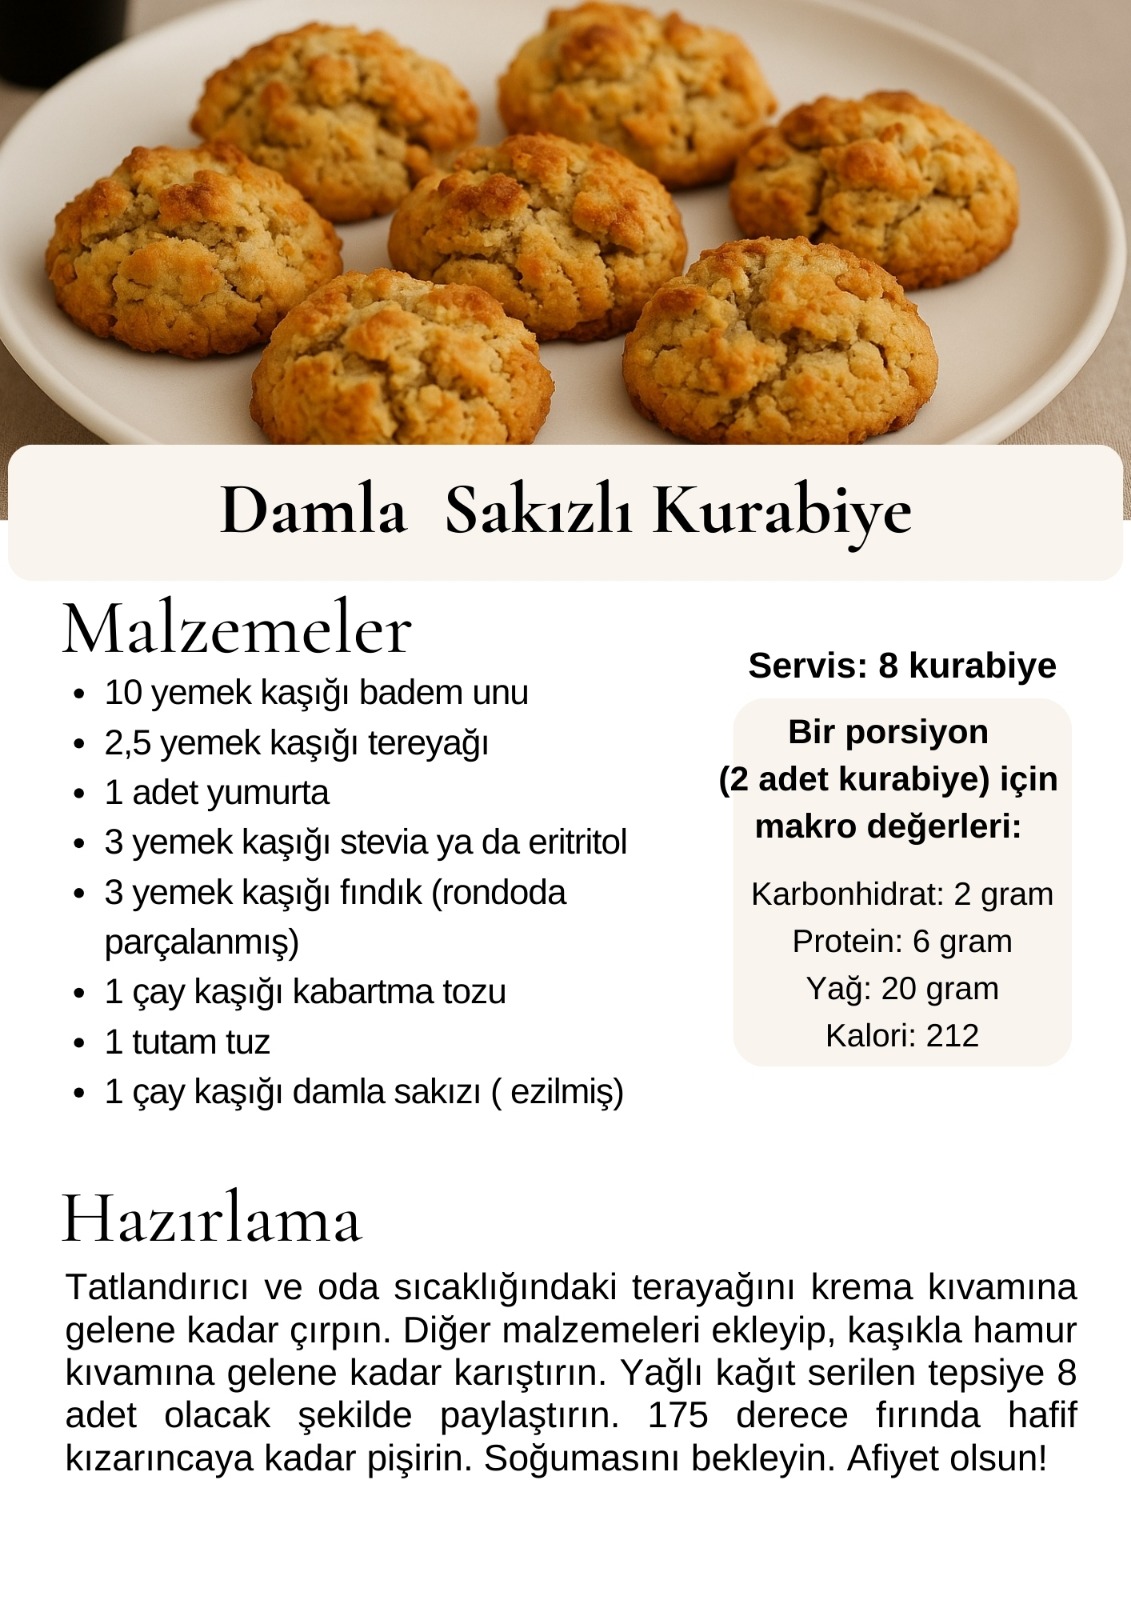 Damla Sakızlı Kurabiye
Malzemeler
• 10 yemek kaşığı badem unu
• 2,5 yemek kaşığı tereyağı
• 1 adet yumurta
• 3 yemek kaşığı stevia ya da eritritol
• 3 yemek kaşığı fındık (rondoda
parçalanmış)
• 1 çay kaşığı kabartma tozu
• 1 tutam tuz
• 1 çay kaşığı damla sakızı ( ezilmiş)
Servis: 8 kurabiye
Bir porsiyon
(2 adet kurabiye) için
makro değerleri:
Karbonhidrat: 2 gram
Protein: 6 gram
Yağ: 20 gram
Kalori: 212
Hazırlama
Tatlandırıcı ve oda sıcaklığındaki terayağını krema kıvamına
gelene kadar çırpın. Diğer malzemeleri ekleyip, kaşıkla hamur
kıvamına gelene kadar karıştırın. Yağlı kağıt serilen tepsiye 8
adet olacak şekilde paylaştırın. 175 derece fırında hafif
kızarıncaya kadar pişirin. Soğumasını bekleyin. Afiyet olsun!